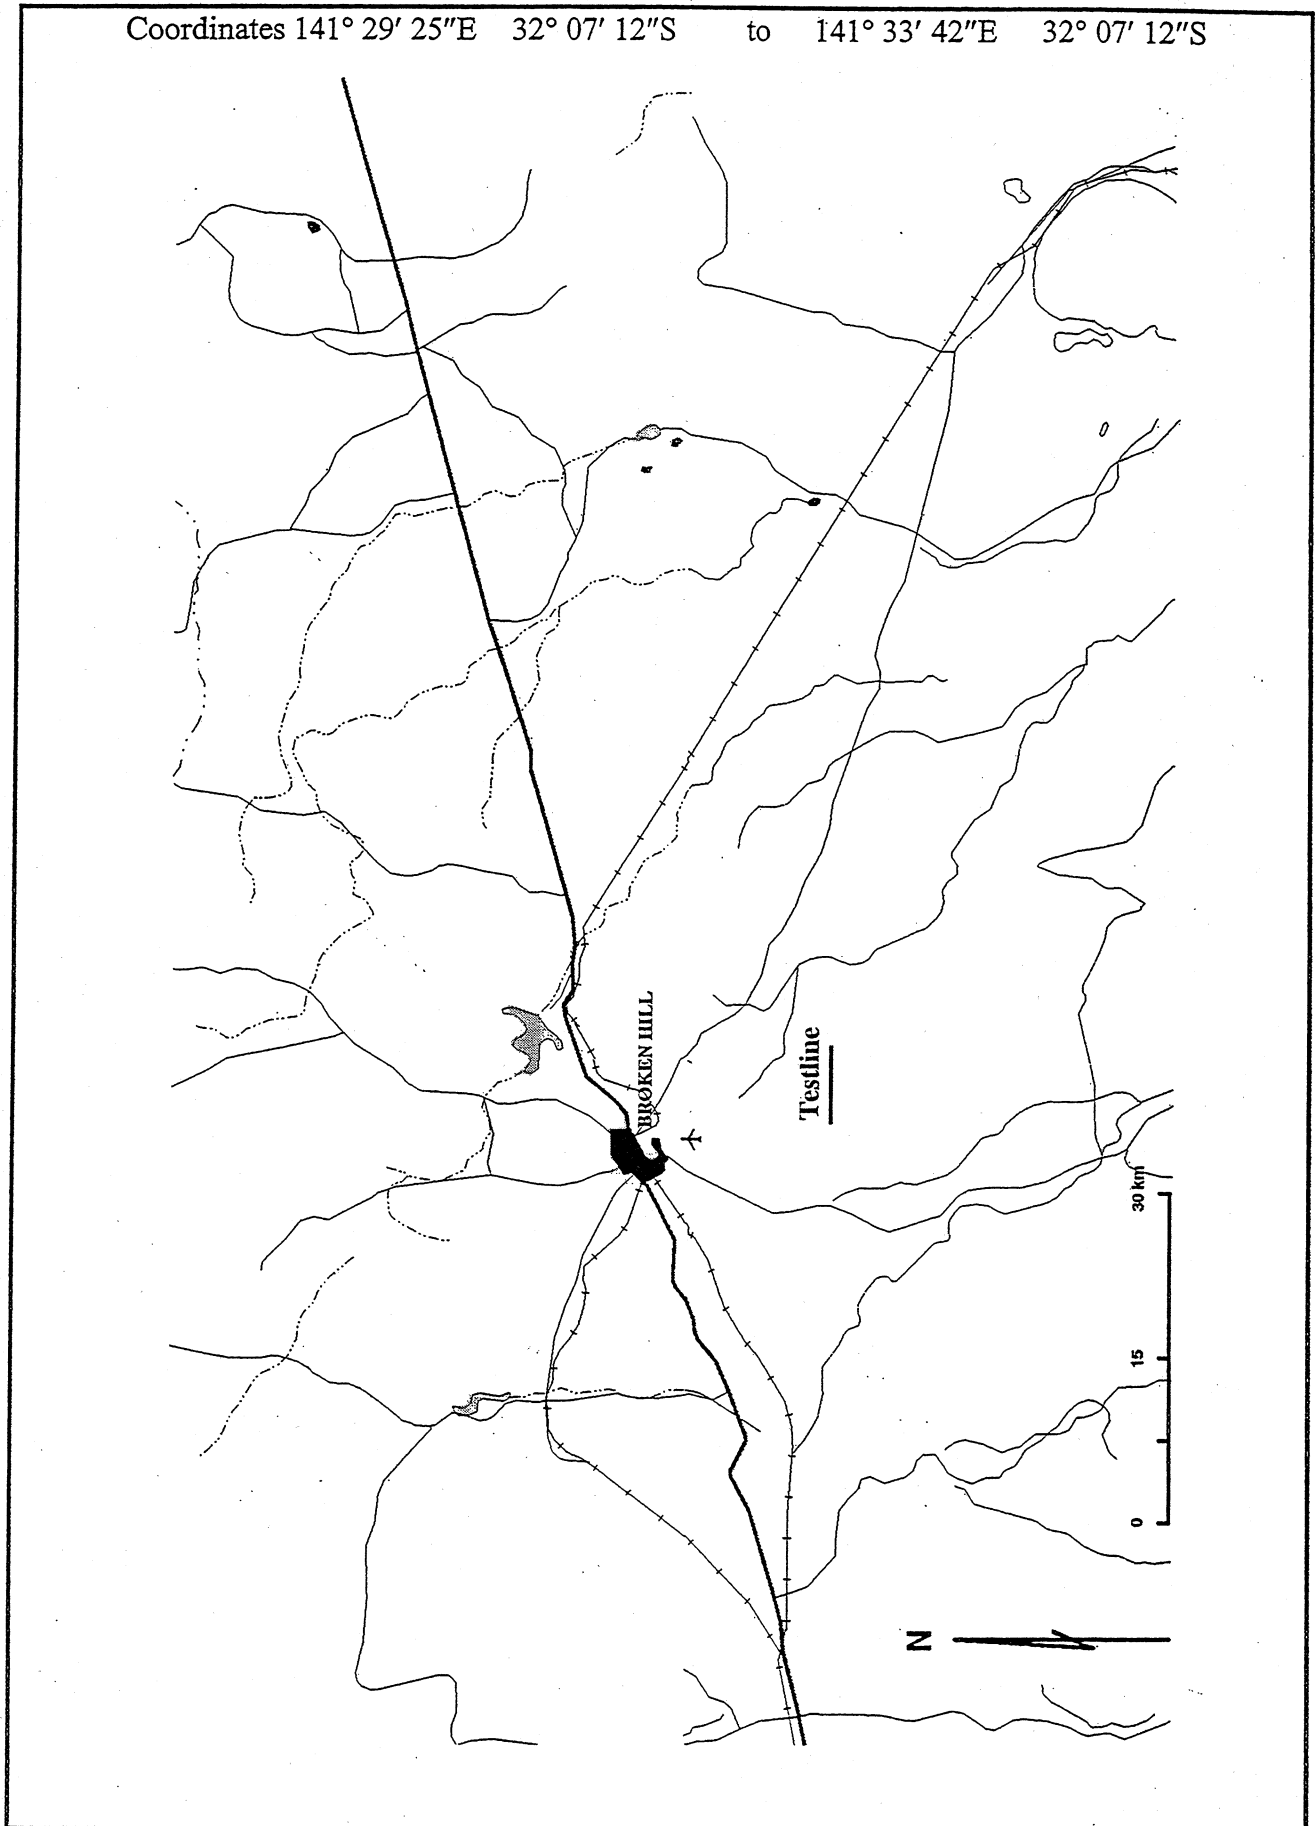 Coordinates 141° 29′ 25″E 32° 07′ 12″S to 141° 33′ 42″E 32° 07′ 12″S
BROKEN HILL
Testline
30 km
15
0
N